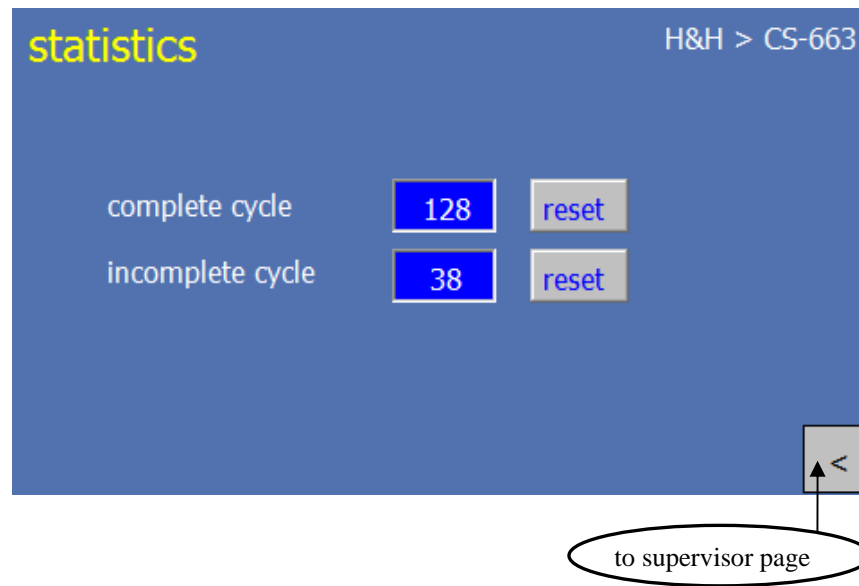 statistics
H&H > CS-663
complete cycle 128 reset
incomplete cycle 38 reset
<
to supervisor page